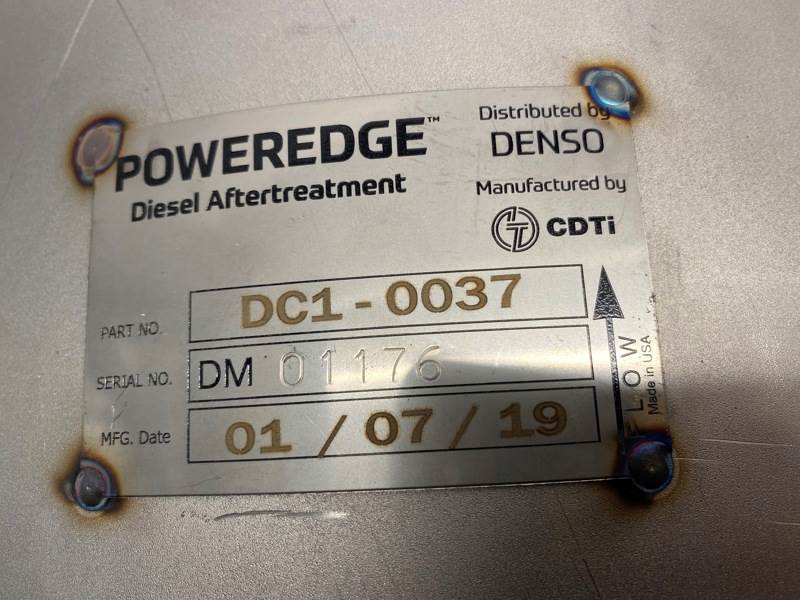 POWEREDGE™
Diesel Aftertreatment
Distributed by
DENSO
Manufactured by
CDTi
PART NO. DC1-0037
SERIAL NO. DM 01176
MFG. Date 01 / 07 / 19
FLOW
Made in USA